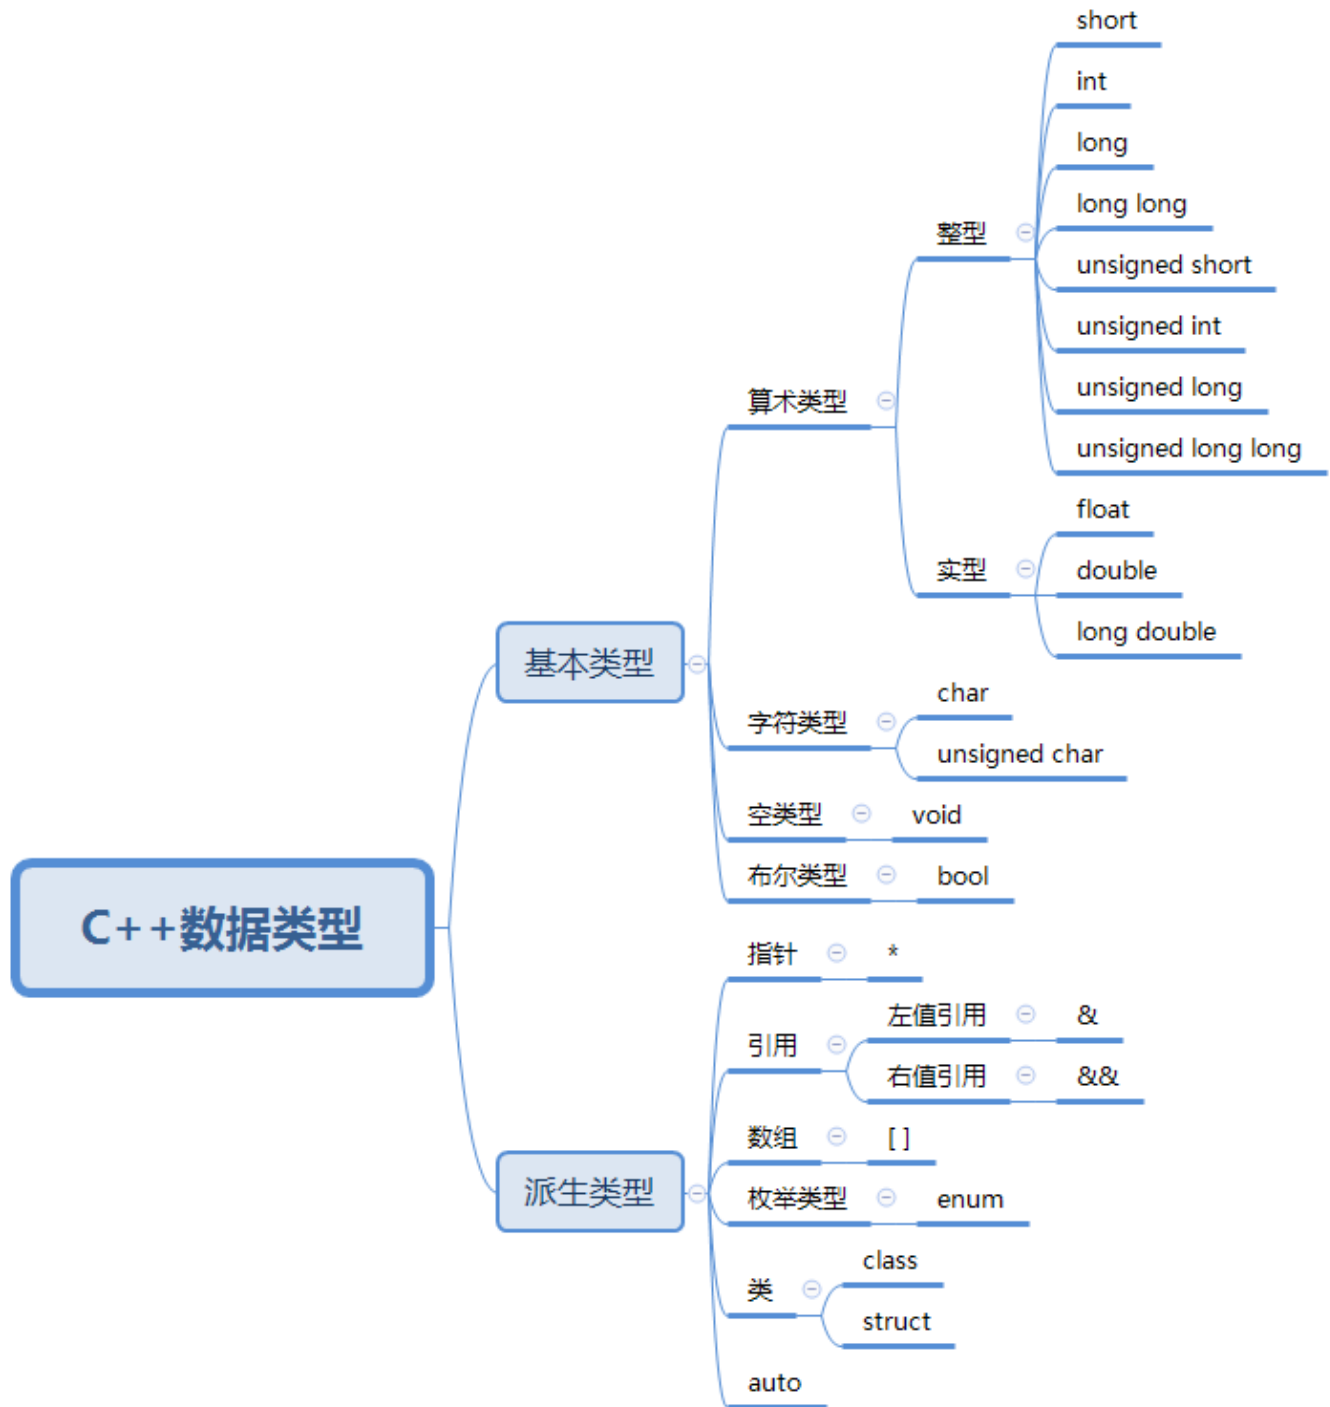 short
int
long
long long
整型
unsigned short
unsigned int
算术类型
unsigned long
unsigned long long
float
实型
double
long double
基本类型
char
字符类型
unsigned char
空类型 void
布尔类型 bool
C++数据类型
指针 *
左值引用 &
引用
右值引用 &&
数组 [ ]
派生类型
枚举类型 enum
class
类
struct
auto